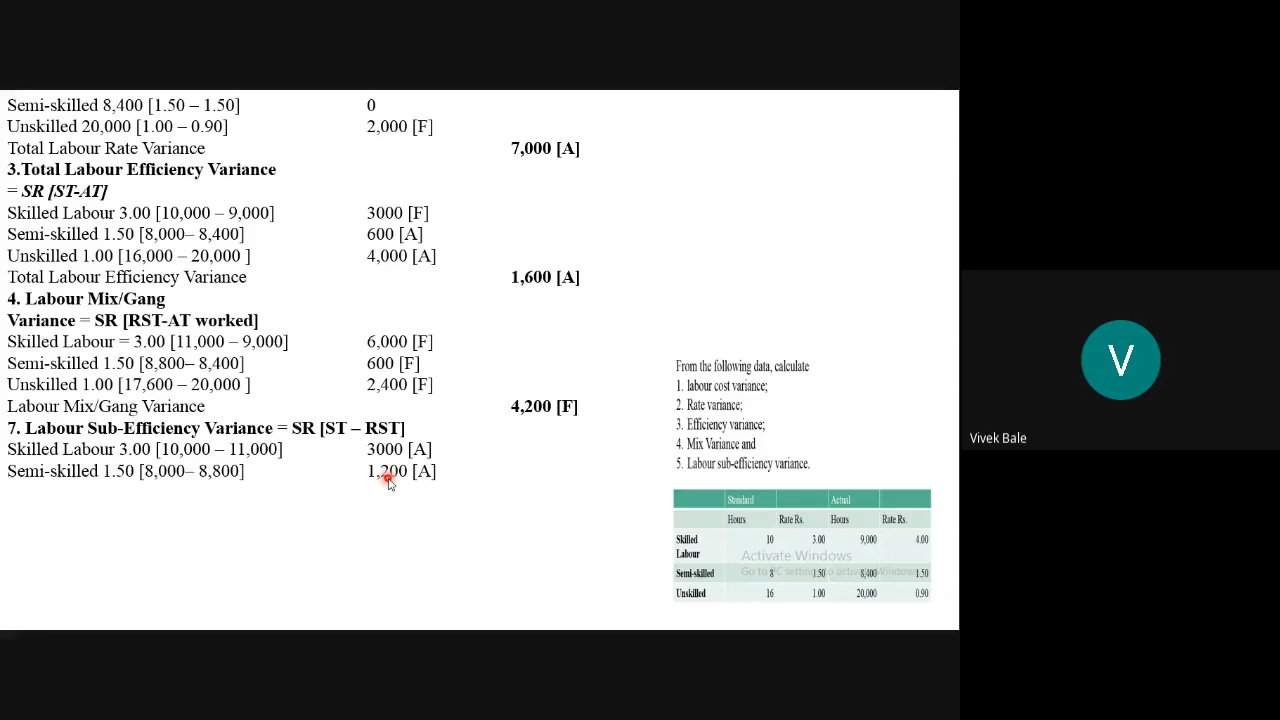 Semi-skilled 8,400 [1.50 – 1.50] 0
Unskilled 20,000 [1.00 – 0.90] 2,000 [F]
Total Labour Rate Variance 7,000 [A]
3.Total Labour Efficiency Variance
= SR [ST-AT]
Skilled Labour 3.00 [10,000 – 9,000] 3000 [F]
Semi-skilled 1.50 [8,000– 8,400] 600 [A]
Unskilled 1.00 [16,000 – 20,000 ] 4,000 [A]
Total Labour Efficiency Variance 1,600 [A]
4. Labour Mix/Gang
Variance = SR [RST-AT worked]
Skilled Labour = 3.00 [11,000 – 9,000] 6,000 [F]
Semi-skilled 1.50 [8,800– 8,400] 600 [F]
Unskilled 1.00 [17,600 – 20,000 ] 2,400 [F]
Labour Mix/Gang Variance 4,200 [F]
7. Labour Sub-Efficiency Variance = SR [ST – RST]
Skilled Labour 3.00 [10,000 – 11,000] 3000 [A]
Semi-skilled 1.50 [8,000– 8,800] 1,200 [A]
From the following data, calculate
1. labour cost variance;
2. Rate variance;
3. Efficiency variance;
4. Mix Variance and
5. Labour sub-efficiency variance.
Standard Actual
Hours Rate Rs. Hours Rate Rs.
Skilled 10 3.00 9,000 4.00
Labour
Activate Windows
Go to PC settings to activate Windows.
Semi-skilled 8 1.50 8,400 1.50
Unskilled 16 1.00 20,000 0.90
V
Vivek Bale